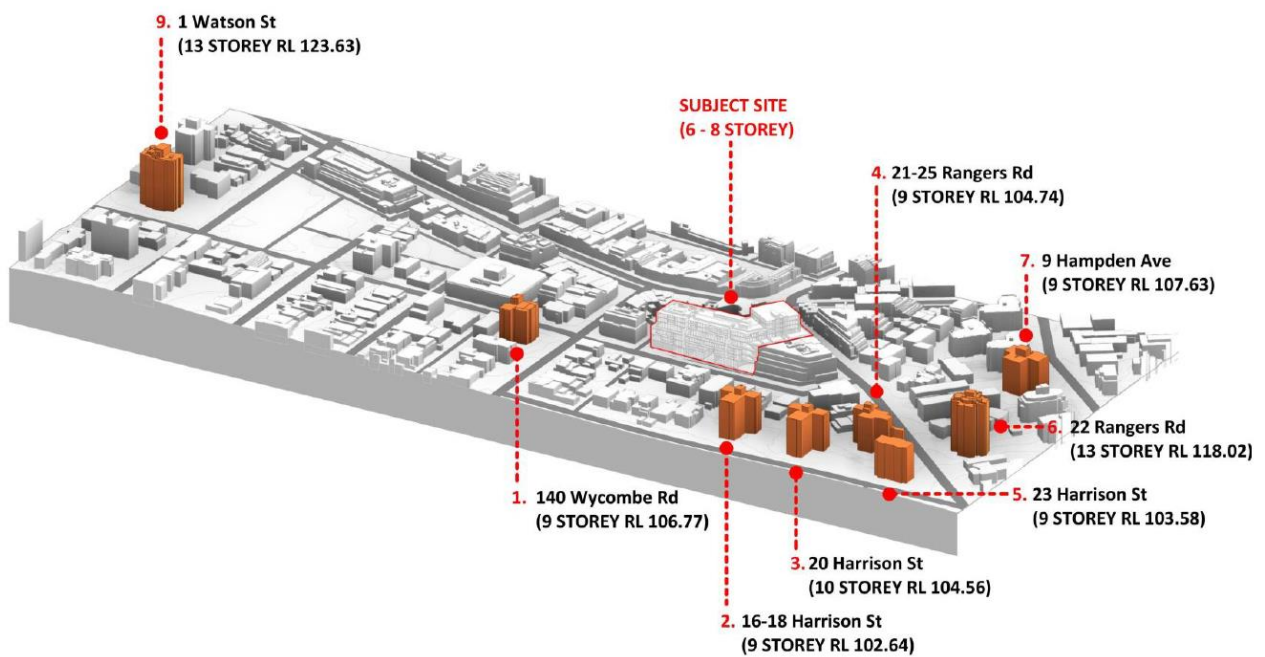 9. 1 Watson St
(13 STOREY RL 123.63)
SUBJECT SITE
(6 - 8 STOREY)
4. 21-25 Rangers Rd
(9 STOREY RL 104.74)
7. 9 Hampden Ave
(9 STOREY RL 107.63)
6. 22 Rangers Rd
(13 STOREY RL 118.02)
1. 140 Wycombe Rd
(9 STOREY RL 106.77)
5. 23 Harrison St
(9 STOREY RL 103.58)
3. 20 Harrison St
(10 STOREY RL 104.56)
2. 16-18 Harrison St
(9 STOREY RL 102.64)